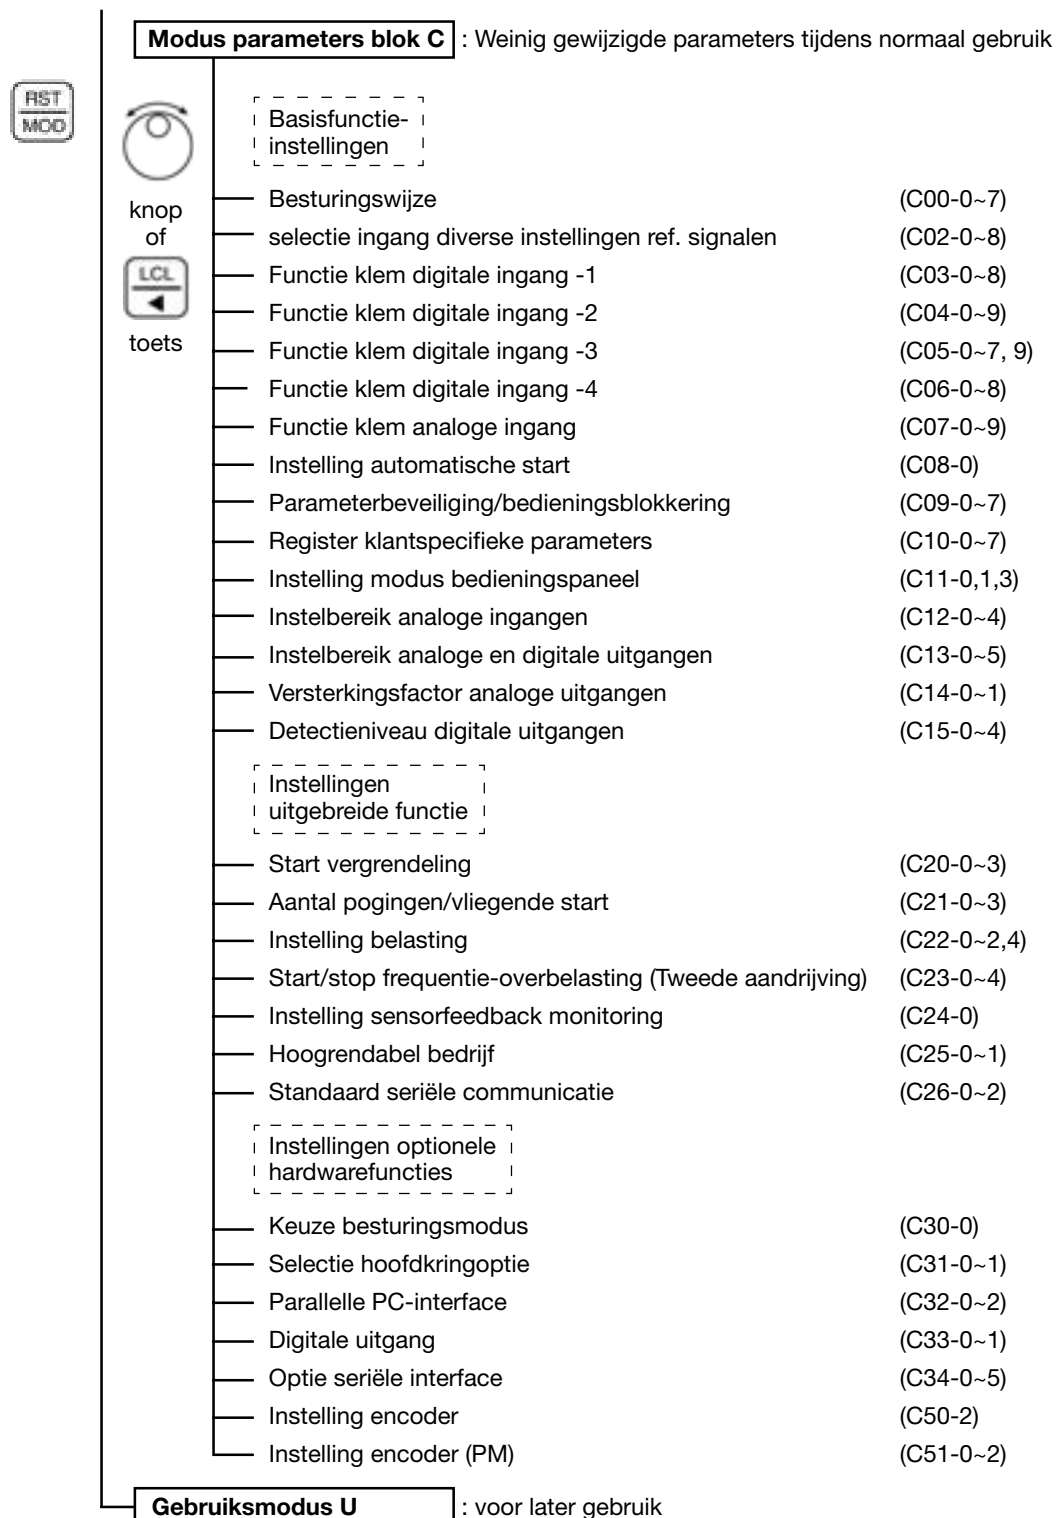 Modus parameters blok C : Weinig gewijzigde parameters tijdens normaal gebruik
RST
MOD
Basisfunctie-
instellingen
knop
of
LCL
toets
Besturingswijze (C00-0~7)
selectie ingang diverse instellingen ref. signalen (C02-0~8)
Functie klem digitale ingang -1 (C03-0~8)
Functie klem digitale ingang -2 (C04-0~9)
Functie klem digitale ingang -3 (C05-0~7, 9)
Functie klem digitale ingang -4 (C06-0~8)
Functie klem analoge ingang (C07-0~9)
Instelling automatische start (C08-0)
Parameterbeveiliging/bedieningsblokkering (C09-0~7)
Register klantspecifieke parameters (C10-0~7)
Instelling modus bedieningspaneel (C11-0,1,3)
Instelbereik analoge ingangen (C12-0~4)
Instelbereik analoge en digitale uitgangen (C13-0~5)
Versterkingsfactor analoge uitgangen (C14-0~1)
Detectieniveau digitale uitgangen (C15-0~4)
Instellingen
uitgebreide functie
Start vergrendeling (C20-0~3)
Aantal pogingen/vliegende start (C21-0~3)
Instelling belasting (C22-0~2,4)
Start/stop frequentie-overbelasting (Tweede aandrijving) (C23-0~4)
Instelling sensorfeedback monitoring (C24-0)
Hoogrendabel bedrijf (C25-0~1)
Standaard seriële communicatie (C26-0~2)
Instellingen optionele
hardwarefuncties
Keuze besturingsmodus (C30-0)
Selectie hoofdkringoptie (C31-0~1)
Parallelle PC-interface (C32-0~2)
Digitale uitgang (C33-0~1)
Optie seriële interface (C34-0~5)
Instelling encoder (C50-2)
Instelling encoder (PM) (C51-0~2)
Gebruiksmodus U : voor later gebruik